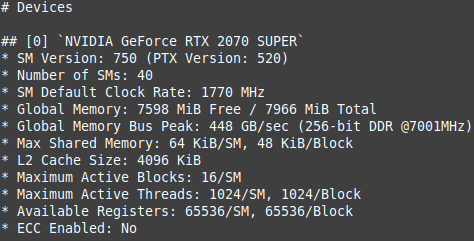 # Devices
## [0] `NVIDIA GeForce RTX 2070 SUPER`
* SM Version: 750 (PTX Version: 520)
* Number of SMs: 40
* SM Default Clock Rate: 1770 MHz
* Global Memory: 7598 MiB Free / 7966 MiB Total
* Global Memory Bus Peak: 448 GB/sec (256-bit DDR @7001MHz)
* Max Shared Memory: 64 KiB/SM, 48 KiB/Block
* L2 Cache Size: 4096 KiB
* Maximum Active Blocks: 16/SM
* Maximum Active Threads: 1024/SM, 1024/Block
* Available Registers: 65536/SM, 65536/Block
* ECC Enabled: No